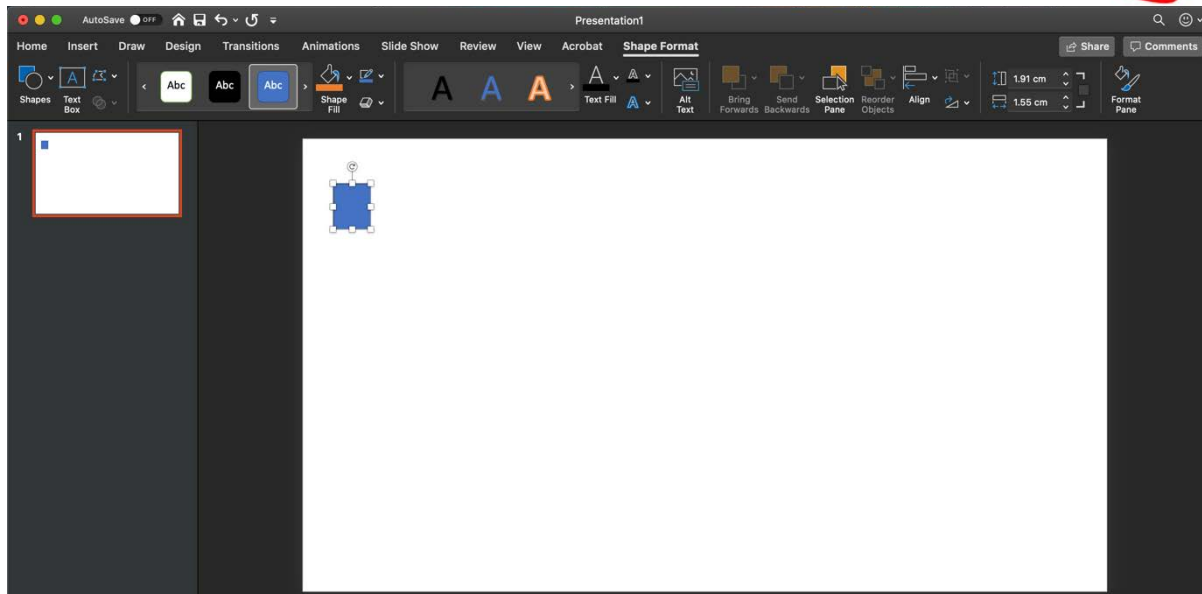 AutoSave OFF Presentation1
Home Insert Draw Design Transitions Animations Slide Show Review View Acrobat Shape Format Share Comments
Abc Abc Abc A A A A A A
Shapes Text Box Shape Fill Text Fill Alt Text Bring Forwards Send Backwards Selection Pane Reorder Objects Align 1.91 cm 1.55 cm Format Pane
1